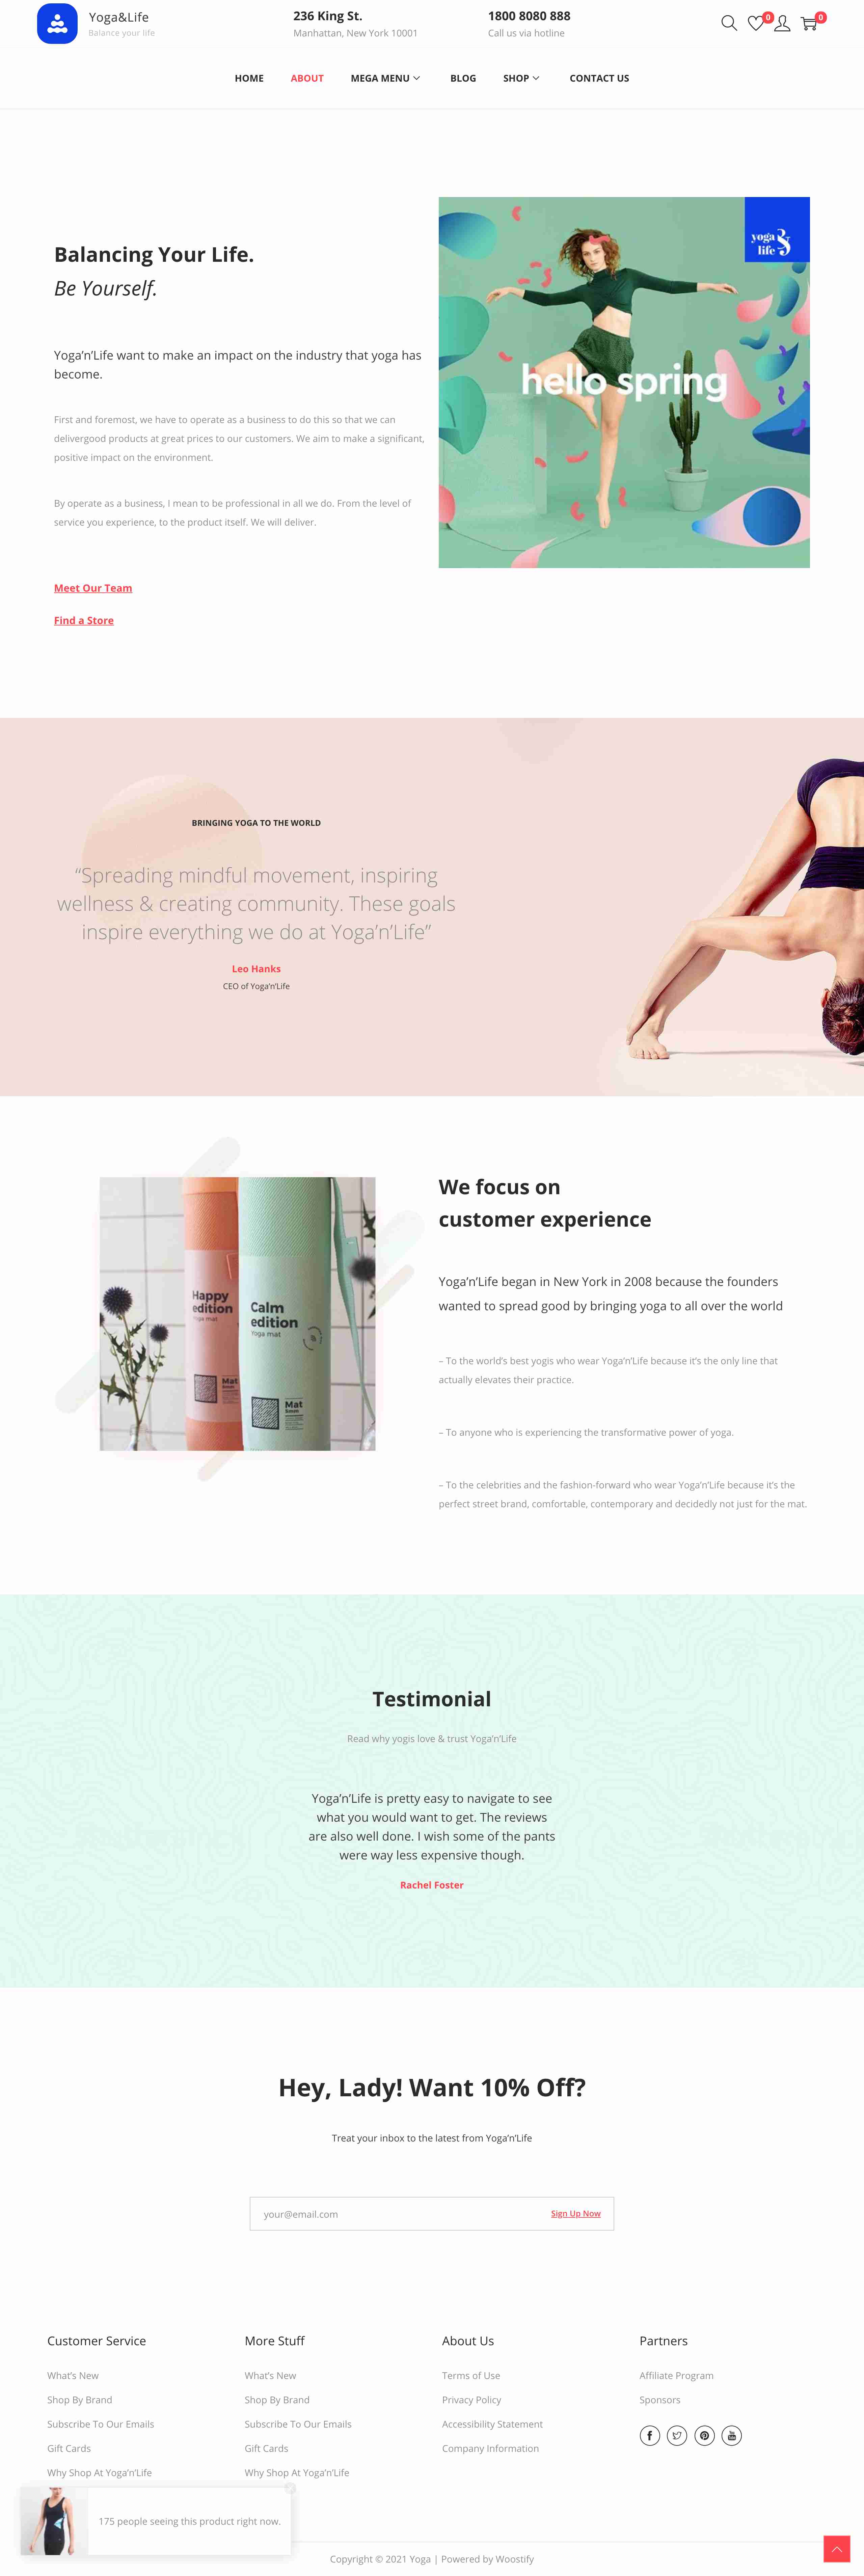 Yoga&Life
Balance your life
236 King St.
Manhattan, New York 10001
1800 8080 888
Call us via hotline
0
0
HOME
ABOUT
MEGA MENU
BLOG
SHOP
CONTACT US
Balancing Your Life.
Be Yourself.
Yoga’n’Life want to make an impact on the industry that yoga has
become.
First and foremost, we have to operate as a business to do this so that we can
delivergood products at great prices to our customers. We aim to make a significant,
positive impact on the environment.
By operate as a business, I mean to be professional in all we do. From the level of
service you experience, to the product itself. We will deliver.
Meet Our Team
Find a Store
yoga &
life
hello spring
BRINGING YOGA TO THE WORLD
“Spreading mindful movement, inspiring
wellness & creating community. These goals
inspire everything we do at Yoga’n’Life”
Leo Hanks
CEO of Yoga’n’Life
Happy
edition
Yoga mat
Mat
Calm
edition
Yoga mat
Mat
We focus on
customer experience
Yoga’n’Life began in New York in 2008 because the founders
wanted to spread good by bringing yoga to all over the world
– To the world’s best yogis who wear Yoga’n’Life because it’s the only line that
actually elevates their practice.
– To anyone who is experiencing the transformative power of yoga.
– To the celebrities and the fashion-forward who wear Yoga’n’Life because it’s the
perfect street brand, comfortable, contemporary and decidedly not just for the mat.
Testimonial
Read why yogis love & trust Yoga’n’Life
Yoga’n’Life is pretty easy to navigate to see
what you would want to get. The reviews
are also well done. I wish some of the pants
were way less expensive though.
Rachel Foster
Hey, Lady! Want 10% Off?
Treat your inbox to the latest from Yoga’n’Life
your@email.com
Sign Up Now
Customer Service
What’s New
Shop By Brand
Subscribe To Our Emails
Gift Cards
Why Shop At Yoga’n’Life
More Stuff
What’s New
Shop By Brand
Subscribe To Our Emails
Gift Cards
Why Shop At Yoga’n’Life
About Us
Terms of Use
Privacy Policy
Accessibility Statement
Company Information
Partners
Affiliate Program
Sponsors
175 people seeing this product right now.
Copyright © 2021 Yoga | Powered by Woostify